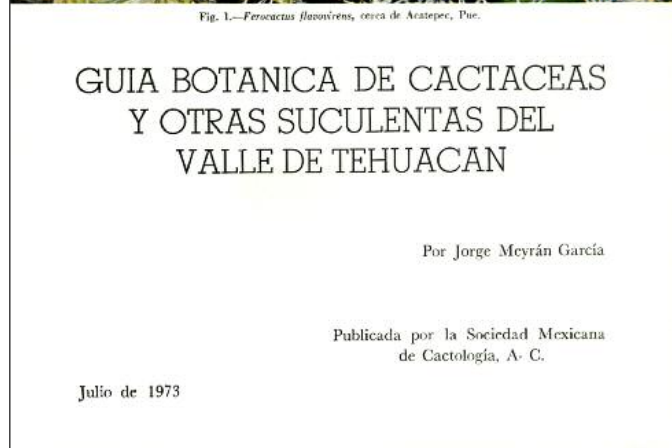 Fig. 1.—Ferocactus flavovirens, cerca de Acatepec, Pue.
GUIA BOTANICA DE CACTACEAS
Y OTRAS SUCULENTAS DEL
VALLE DE TEHUACAN
Por Jorge Meyrán García
Publicada por la Sociedad Mexicana
de Cactología, A. C.
Julio de 1973